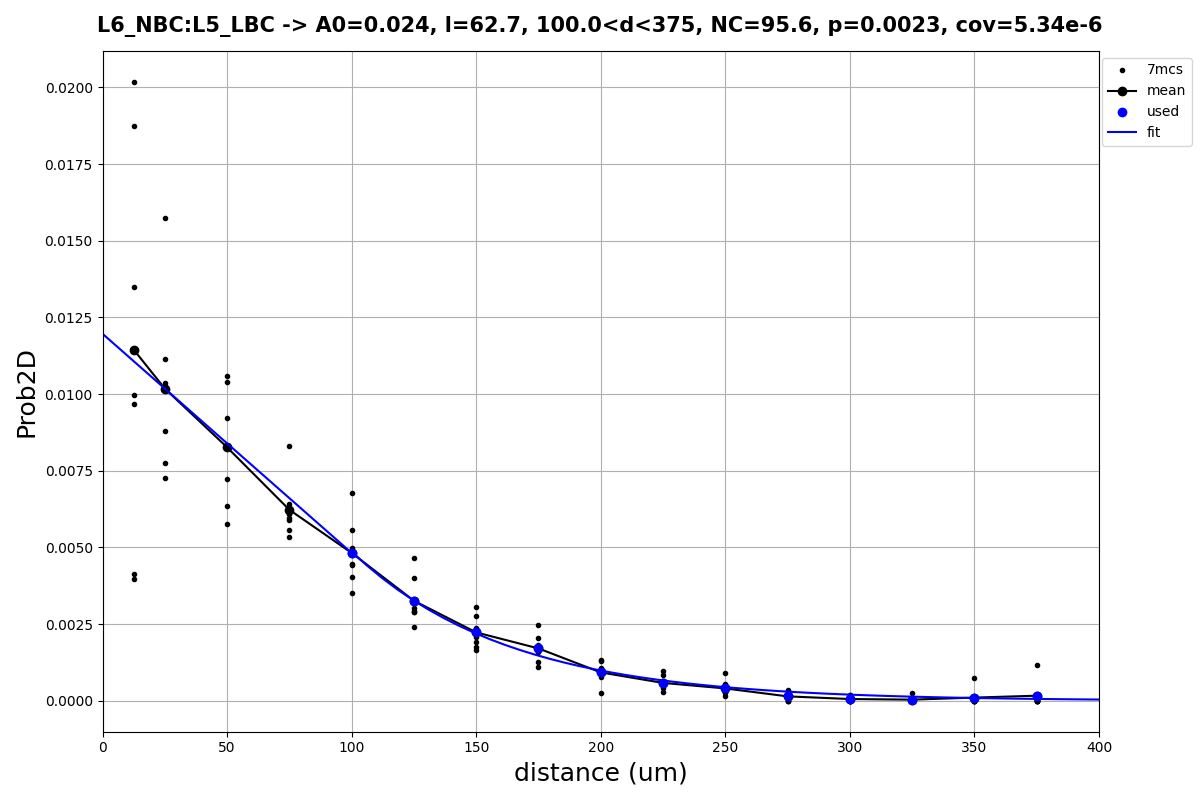 L6_NBC:L5_LBC -> A0=0.024, l=62.7, 100.0<d<375, NC=95.6, p=0.0023, cov=5.34e-6
7mcs
mean
used
fit
Prob2D
0.0200
0.0175
0.0150
0.0125
0.0100
0.0075
0.0050
0.0025
0.0000
0
50
100
150
200
250
300
350
400
distance (um)